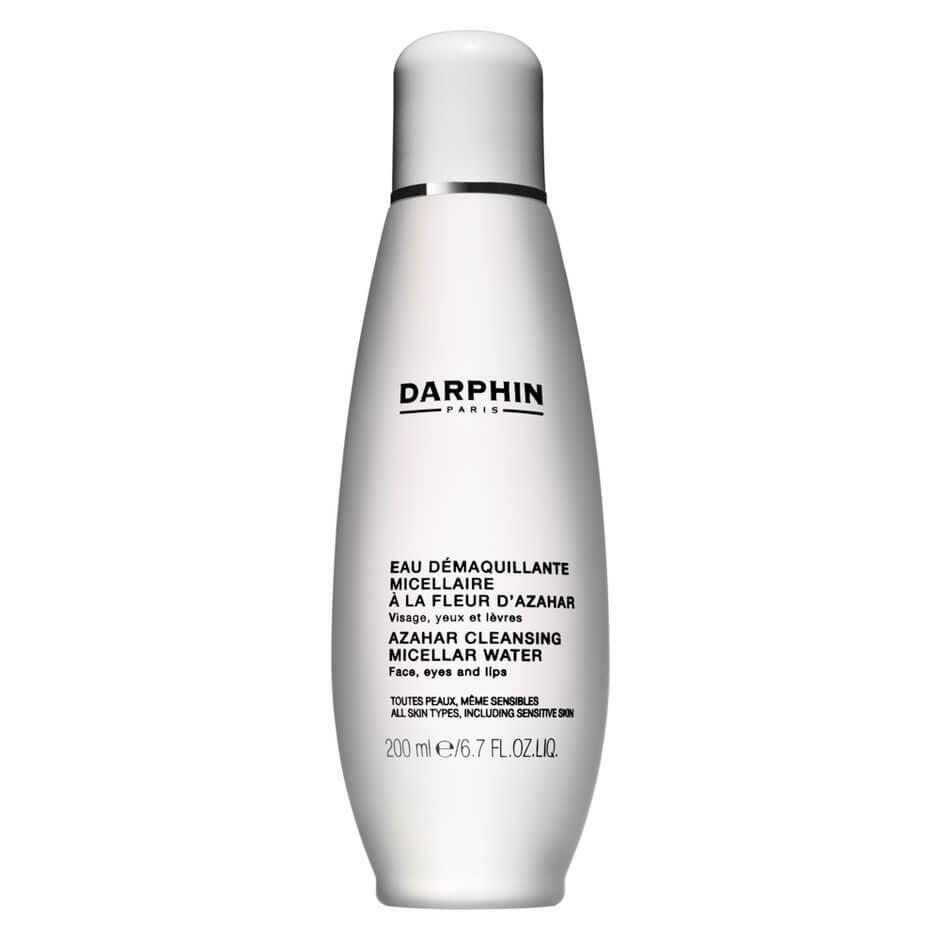 DARPHIN
PARIS
EAU DÉMAQUILLANTE
MICELLAIRE
À LA FLEUR D'AZAHAR
Visage, yeux et lèvres
AZAHAR CLEANSING
MICELLAR WATER
Face, eyes and lips
TOUTES PEAUX, MÊME SENSIBLES
ALL SKIN TYPES, INCLUDING SENSITIVE SKIN
200 ml ℮/6.7 FL.OZ.LIQ.